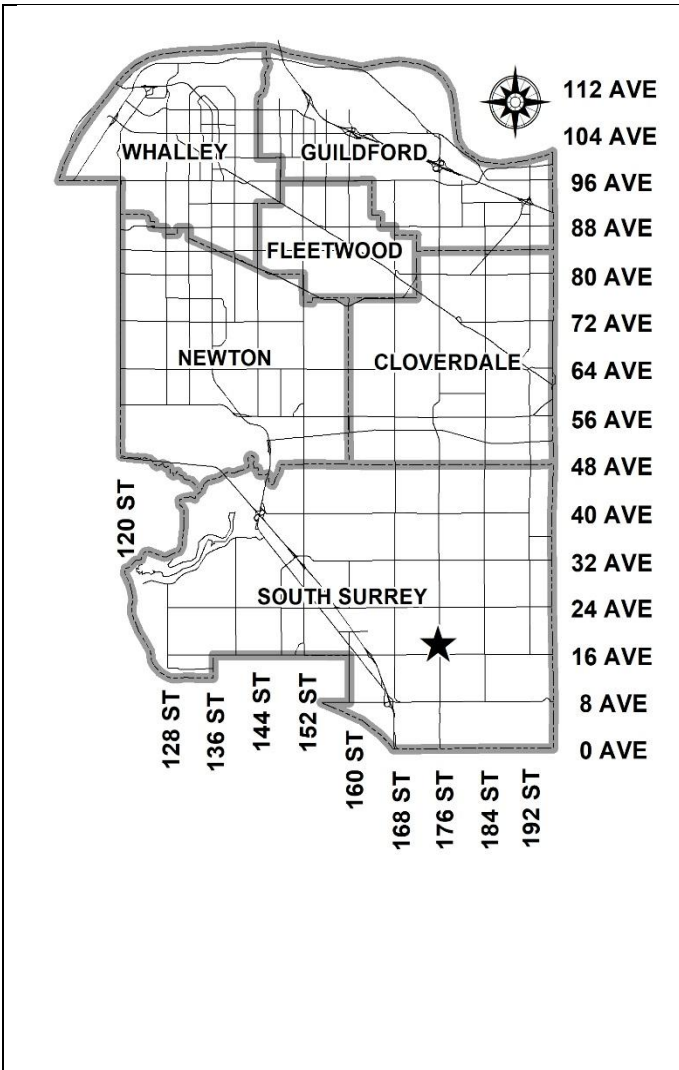 112 AVE
104 AVE
WHALLEY
GUILDFORD
96 AVE
88 AVE
FLEETWOOD
80 AVE
72 AVE
NEWTON
CLOVERDALE
64 AVE
56 AVE
48 AVE
120 ST
40 AVE
32 AVE
SOUTH SURREY
24 AVE
16 AVE
8 AVE
0 AVE
128 ST
136 ST
144 ST
152 ST
160 ST
168 ST
176 ST
184 ST
192 ST